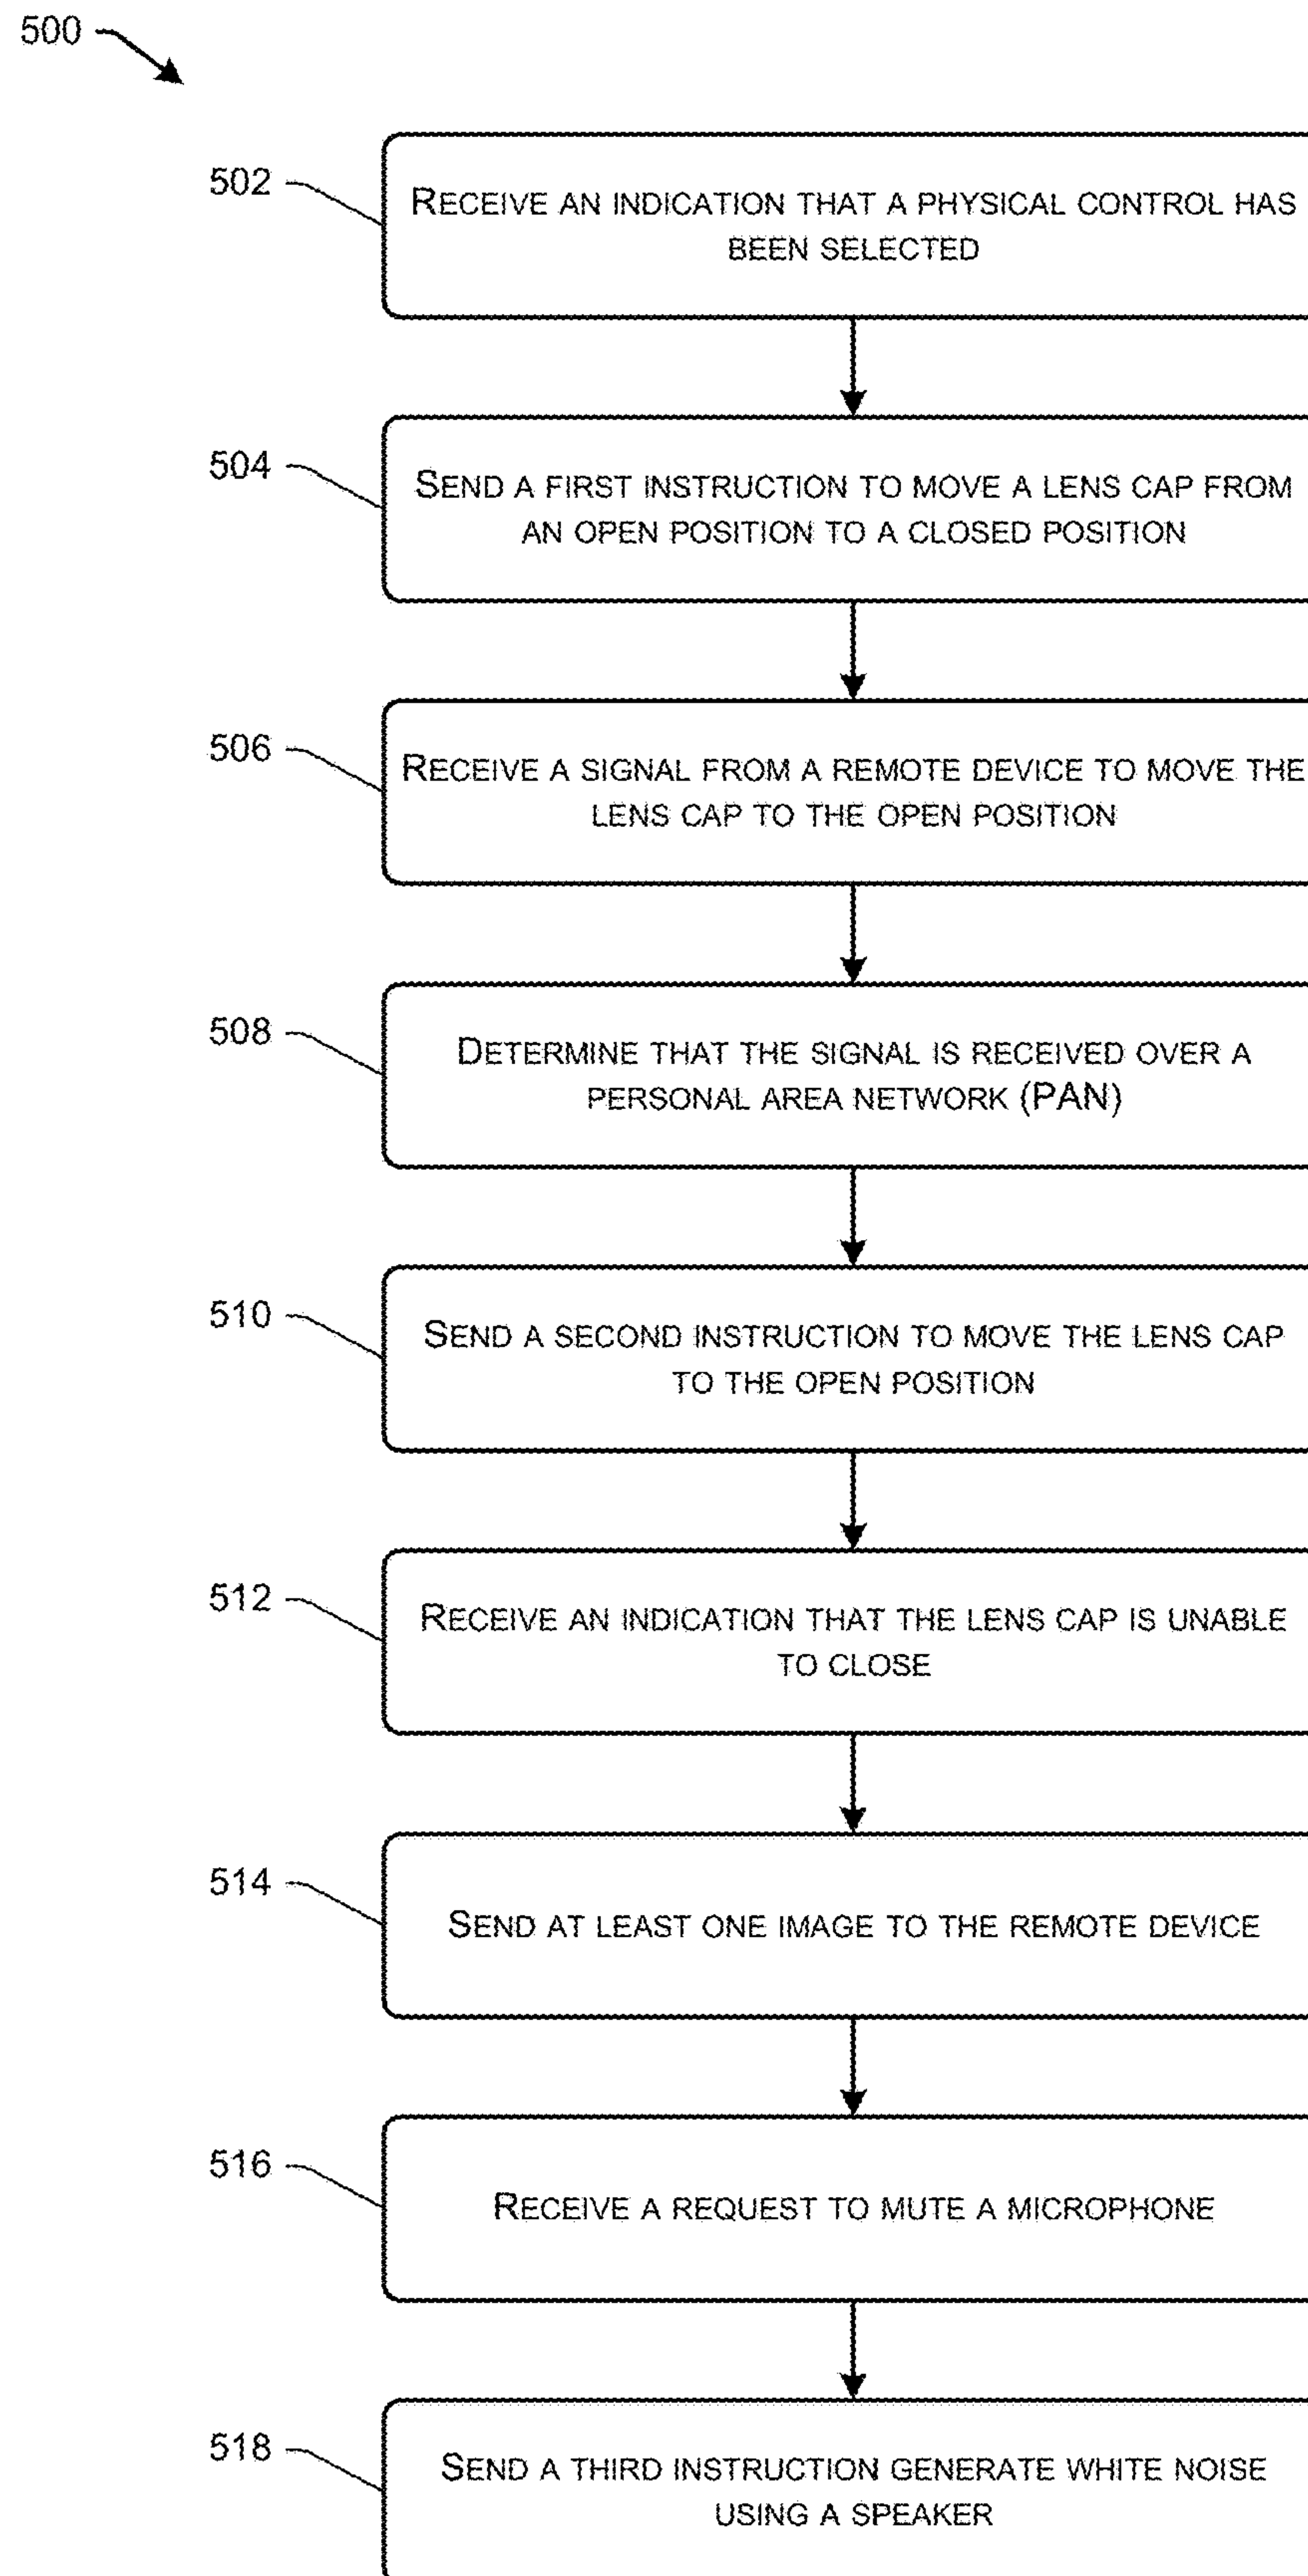 500
502
RECEIVE AN INDICATION THAT A PHYSICAL CONTROL HAS
BEEN SELECTED
504
SEND A FIRST INSTRUCTION TO MOVE A LENS CAP FROM
AN OPEN POSITION TO A CLOSED POSITION
506
RECEIVE A SIGNAL FROM A REMOTE DEVICE TO MOVE THE
LENS CAP TO THE OPEN POSITION
508
DETERMINE THAT THE SIGNAL IS RECEIVED OVER A
PERSONAL AREA NETWORK (PAN)
510
SEND A SECOND INSTRUCTION TO MOVE THE LENS CAP
TO THE OPEN POSITION
512
RECEIVE AN INDICATION THAT THE LENS CAP IS UNABLE
TO CLOSE
514
SEND AT LEAST ONE IMAGE TO THE REMOTE DEVICE
516
RECEIVE A REQUEST TO MUTE A MICROPHONE
518
SEND A THIRD INSTRUCTION GENERATE WHITE NOISE
USING A SPEAKER